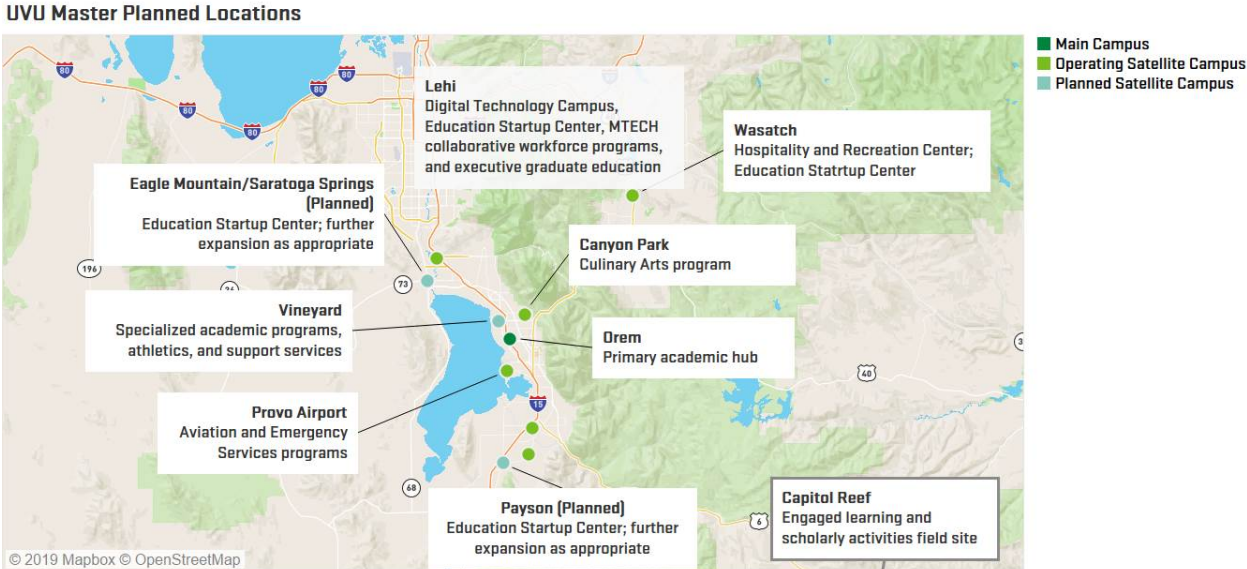 UVU Master Planned Locations
Main Campus
Operating Satellite Campus
Planned Satellite Campus
80
80
80
80
80
Lehi
Digital Technology Campus,
Education Startup Center, MTECH
collaborative workforce programs,
and executive graduate education
Wasatch
Hospitality and Recreation Center;
Education Statrtup Center
Eagle Mountain/Saratoga Springs
(Planned)
Education Startup Center; further
expansion as appropriate
Canyon Park
Culinary Arts program
196
73
Vineyard
Specialized academic programs,
athletics, and support services
Orem
Primary academic hub
40
Provo Airport
Aviation and Emergency
Services programs
15
68
Payson (Planned)
Education Startup Center; further
expansion as appropriate
6
Capitol Reef
Engaged learning and
scholarly activities field site
© 2019 Mapbox © OpenStreetMap